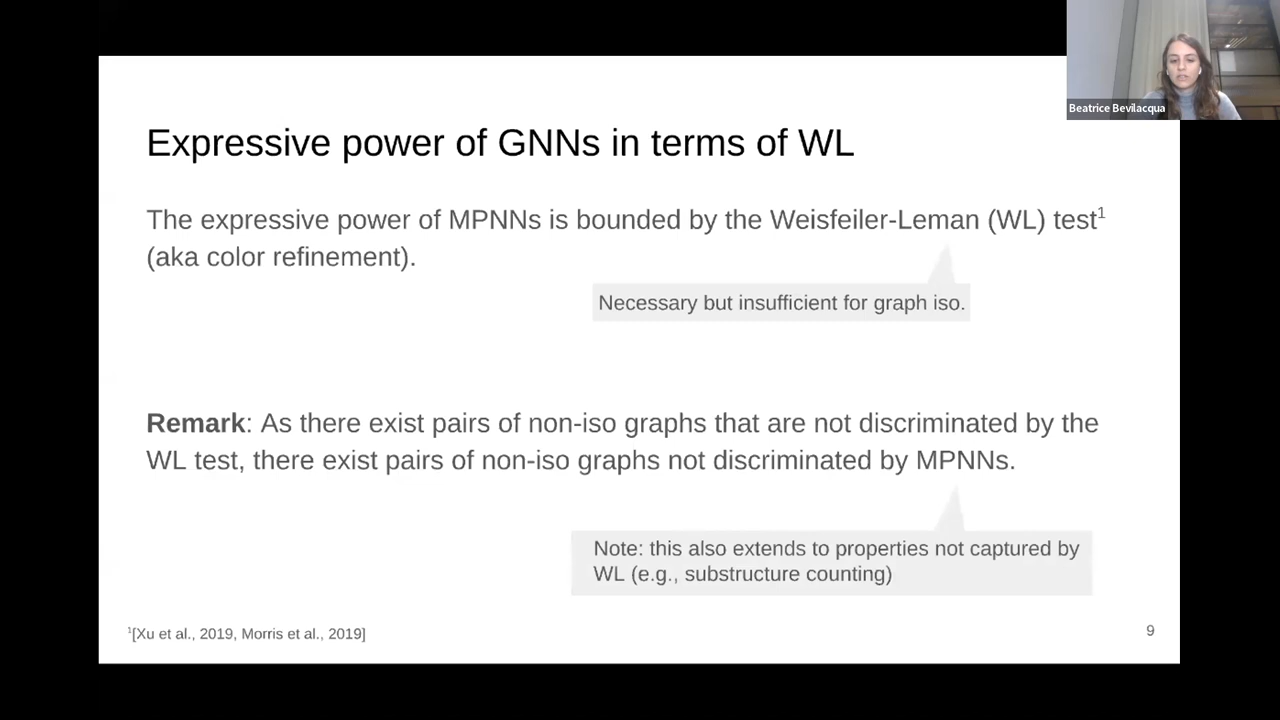 Beatrice Bevilacqua
Expressive power of GNNs in terms of WL
The expressive power of MPNNs is bounded by the Weisfeiler-Leman (WL) test¹
(aka color refinement).
Necessary but insufficient for graph iso.
Remark: As there exist pairs of non-iso graphs that are not discriminated by the
WL test, there exist pairs of non-iso graphs not discriminated by MPNNs.
Note: this also extends to properties not captured by
WL (e.g., substructure counting)
¹[Xu et al., 2019, Morris et al., 2019]
9